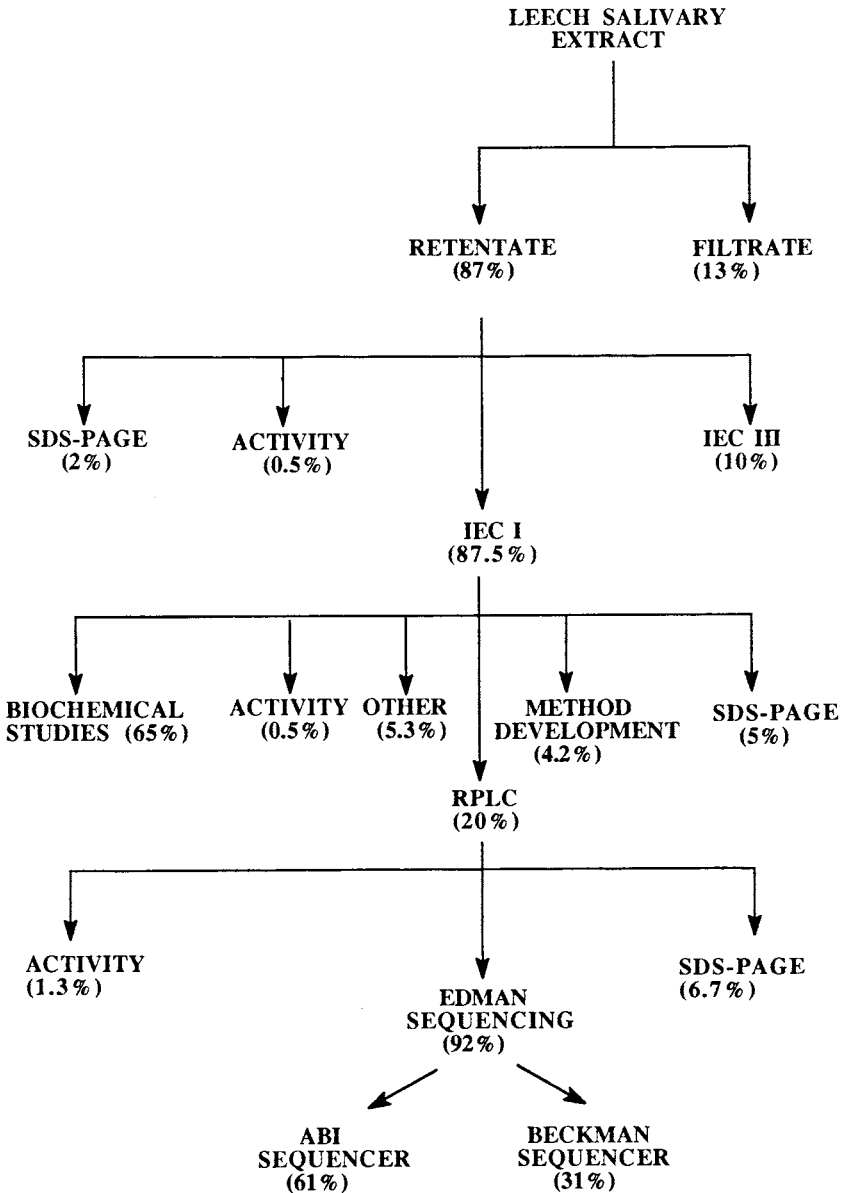 LEECH SALIVARY
EXTRACT
RETENTATE
(87%)
FILTRATE
(13%)
SDS-PAGE
(2%)
ACTIVITY
(0.5%)
IEC III
(10%)
IEC I
(87.5%)
BIOCHEMICAL
STUDIES (65%)
ACTIVITY
(0.5%)
OTHER
(5.3%)
METHOD
DEVELOPMENT
(4.2%)
SDS-PAGE
(5%)
RPLC
(20%)
ACTIVITY
(1.3%)
EDMAN
SEQUENCING
(92%)
SDS-PAGE
(6.7%)
ABI
SEQUENCER
(61%)
BECKMAN
SEQUENCER
(31%)